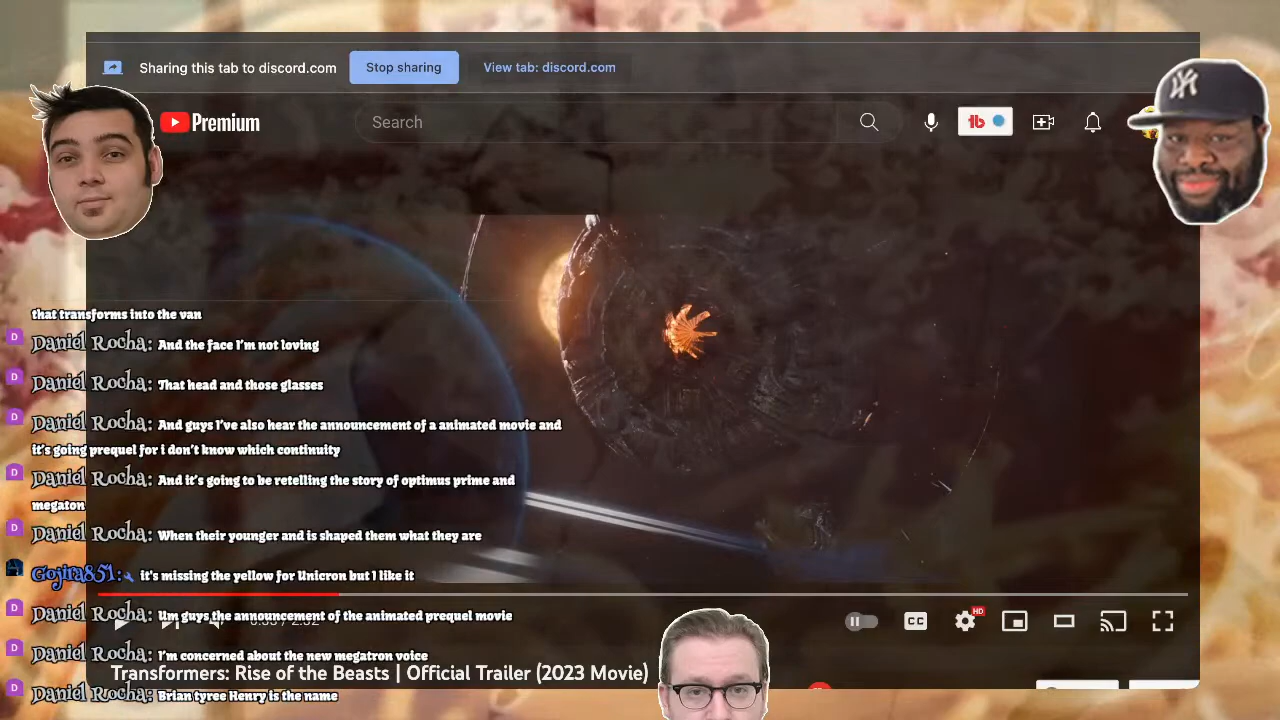 Sharing this tab to discord.com
Stop sharing
View tab: discord.com
Premium
Search
tb
that transforms into the van
D
Daniel Rocha: And the face I'm not loving
D
Daniel Rocha: That head and those glasses
D
Daniel Rocha: And guys I've also hear the announcement of a animated movie and
it's going prequel for i don't know which continuity
D
Daniel Rocha: And it's going to be retelling the story of optimus prime and
megaton
D
Daniel Rocha: When their younger and is shaped them what they are
Gojira851: it's missing the yellow for Unicron but I like it
D
Daniel Rocha: Um guys the announcement of the animated prequel movie
CC
HD
D
Daniel Rocha: I'm concerned about the new megatron voice
Transformers: Rise of the Beasts | Official Trailer (2023 Movie)
D
Daniel Rocha: Brian tyree Henry is the name